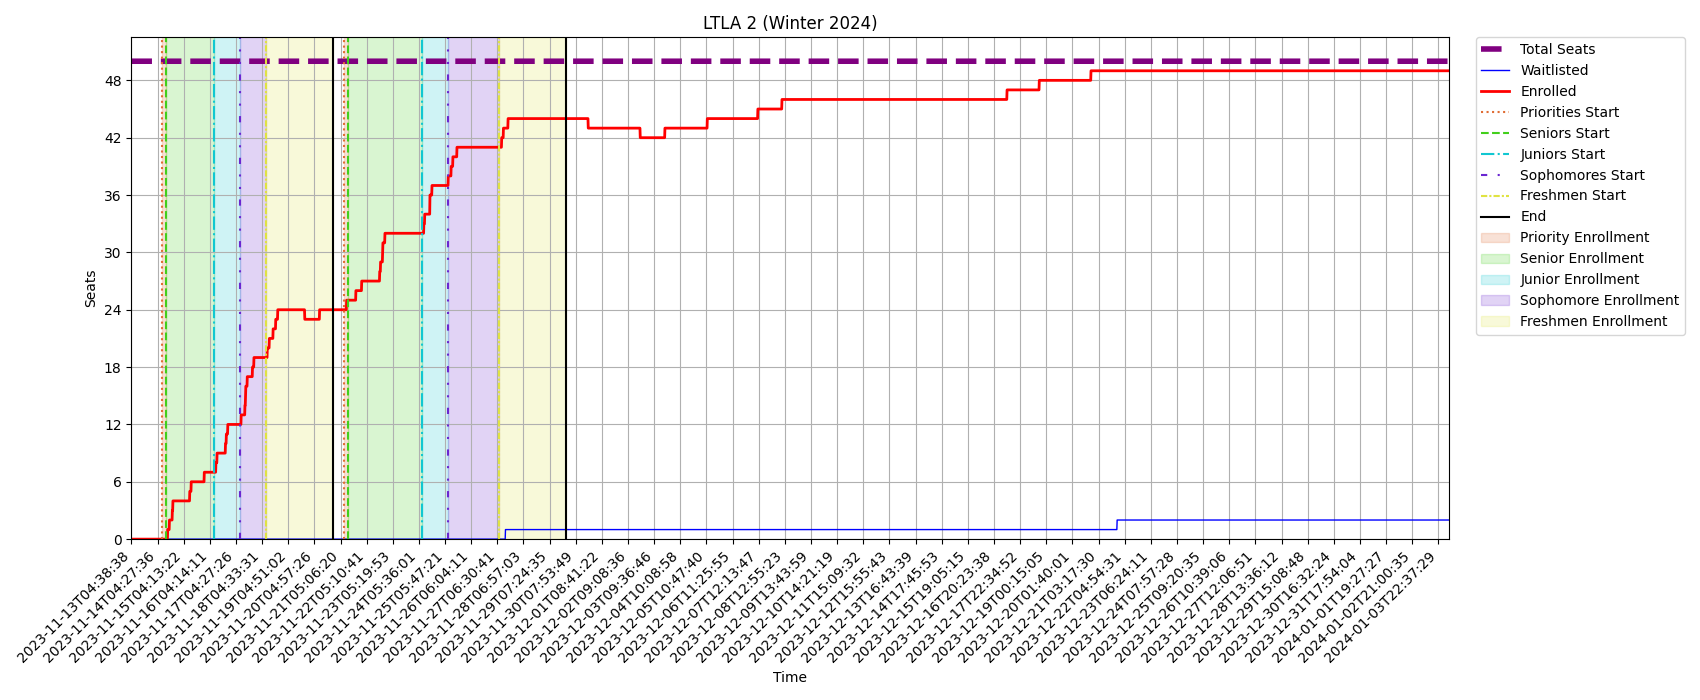 LTLA 2 (Winter 2024)
Seats
48
42
36
30
24
18
12
6
0
2023-11-13T04:38:38
2023-11-14T04:27:36
2023-11-15T04:13:22
2023-11-16T04:14:11
2023-11-17T04:27:26
2023-11-18T04:33:31
2023-11-19T04:51:02
2023-11-20T04:57:26
2023-11-21T05:06:20
2023-11-22T05:10:41
2023-11-23T05:19:53
2023-11-24T05:36:01
2023-11-25T05:47:21
2023-11-26T06:04:11
2023-11-27T06:30:41
2023-11-28T06:57:03
2023-11-29T07:24:35
2023-11-30T07:53:49
2023-12-01T08:41:22
2023-12-02T09:08:36
2023-12-03T09:36:46
2023-12-04T10:08:58
2023-12-05T10:47:40
2023-12-06T11:25:55
2023-12-07T12:13:47
2023-12-08T12:55:23
2023-12-09T13:43:59
2023-12-10T14:21:19
2023-12-11T15:09:32
2023-12-12T15:55:43
2023-12-13T16:43:39
2023-12-14T17:45:53
2023-12-15T19:05:15
2023-12-16T20:23:38
2023-12-17T22:34:52
2023-12-19T00:15:05
2023-12-20T01:40:01
2023-12-21T03:17:30
2023-12-22T04:54:31
2023-12-23T06:24:11
2023-12-24T07:57:28
2023-12-25T09:20:35
2023-12-26T10:39:06
2023-12-27T12:06:51
2023-12-28T13:36:12
2023-12-29T15:08:48
2023-12-30T16:32:24
2023-12-31T17:54:04
2024-01-01T19:27:27
2024-01-02T21:00:35
2024-01-03T22:37:29
Time
Total Seats
Waitlisted
Enrolled
Priorities Start
Seniors Start
Juniors Start
Sophomores Start
Freshmen Start
End
Priority Enrollment
Senior Enrollment
Junior Enrollment
Sophomore Enrollment
Freshmen Enrollment